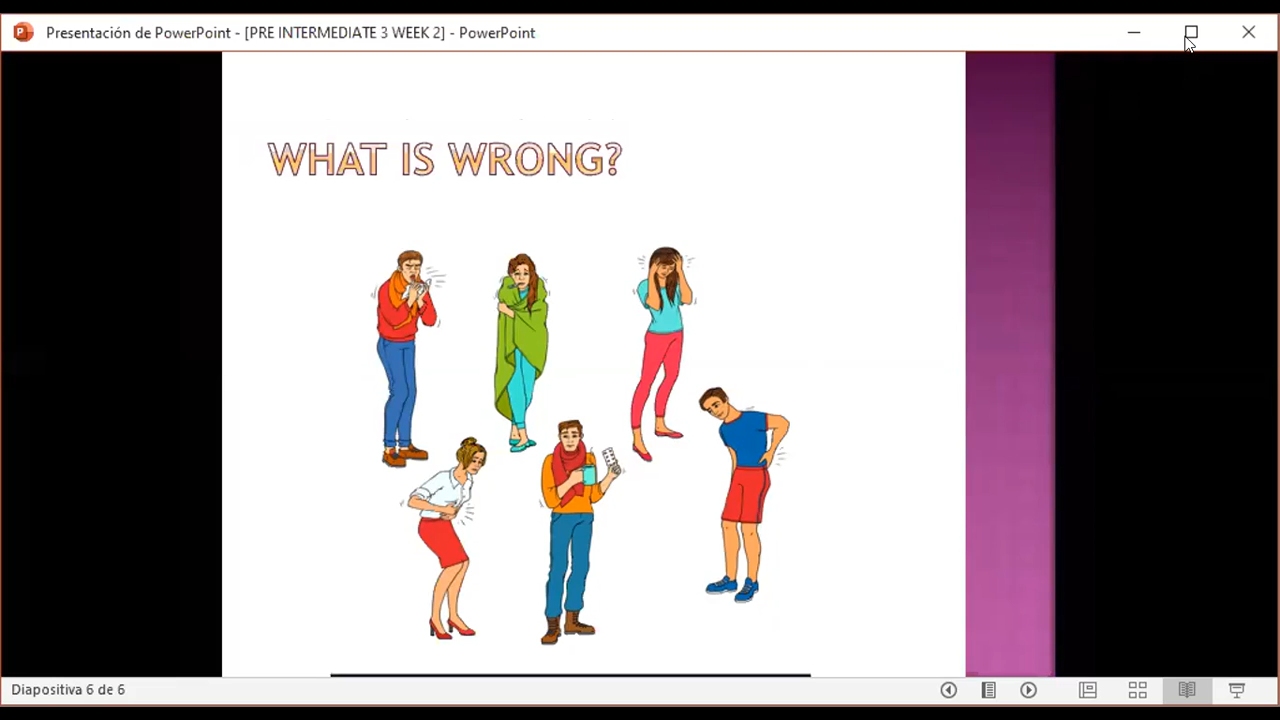 Presentación de PowerPoint - [PRE INTERMEDIATE 3 WEEK 2] - PowerPoint
WHAT IS WRONG?
Diapositiva 6 de 6